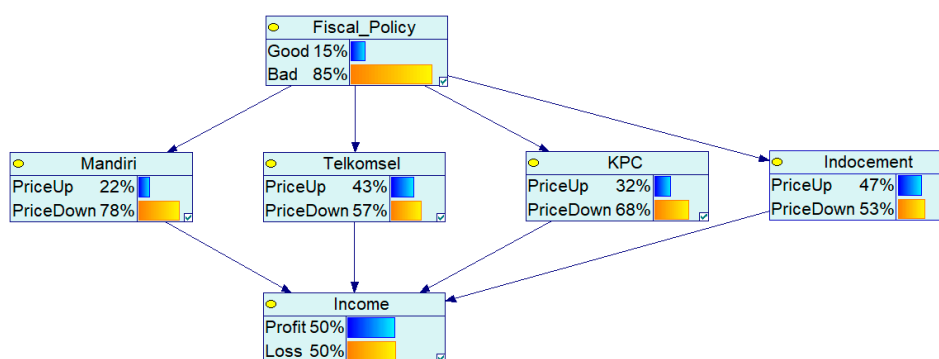 Fiscal_Policy
Good 15%
Bad 85%
Mandiri
PriceUp 22%
PriceDown 78%
Telkomsel
PriceUp 43%
PriceDown 57%
KPC
PriceUp 32%
PriceDown 68%
Indocement
PriceUp 47%
PriceDown 53%
Income
Profit 50%
Loss 50%